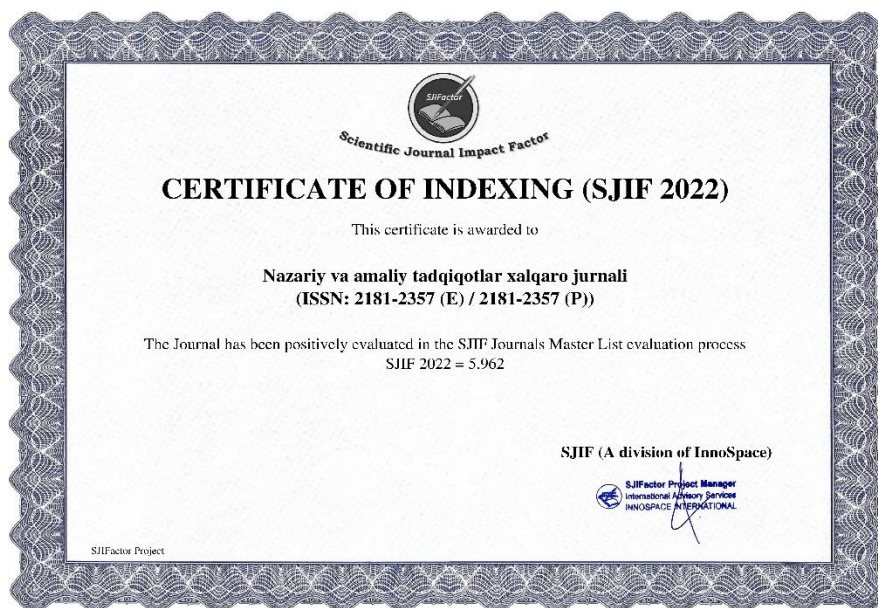 SJIFactor
Scientific Journal Impact Factor
CERTIFICATE OF INDEXING (SJIF 2022)
This certificate is awarded to
Nazariy va amaliy tadqiqotlar xalqaro jurnali
(ISSN: 2181-2357 (E) / 2181-2357 (P))
The Journal has been positively evaluated in the SJIF Journals Master List evaluation process
SJIF 2022 = 5.962
SJIF (A division of InnoSpace)
SJIFactor Project Manager
International Advisory Services
INNOSPACE INTERNATIONAL
SJIFactor Project